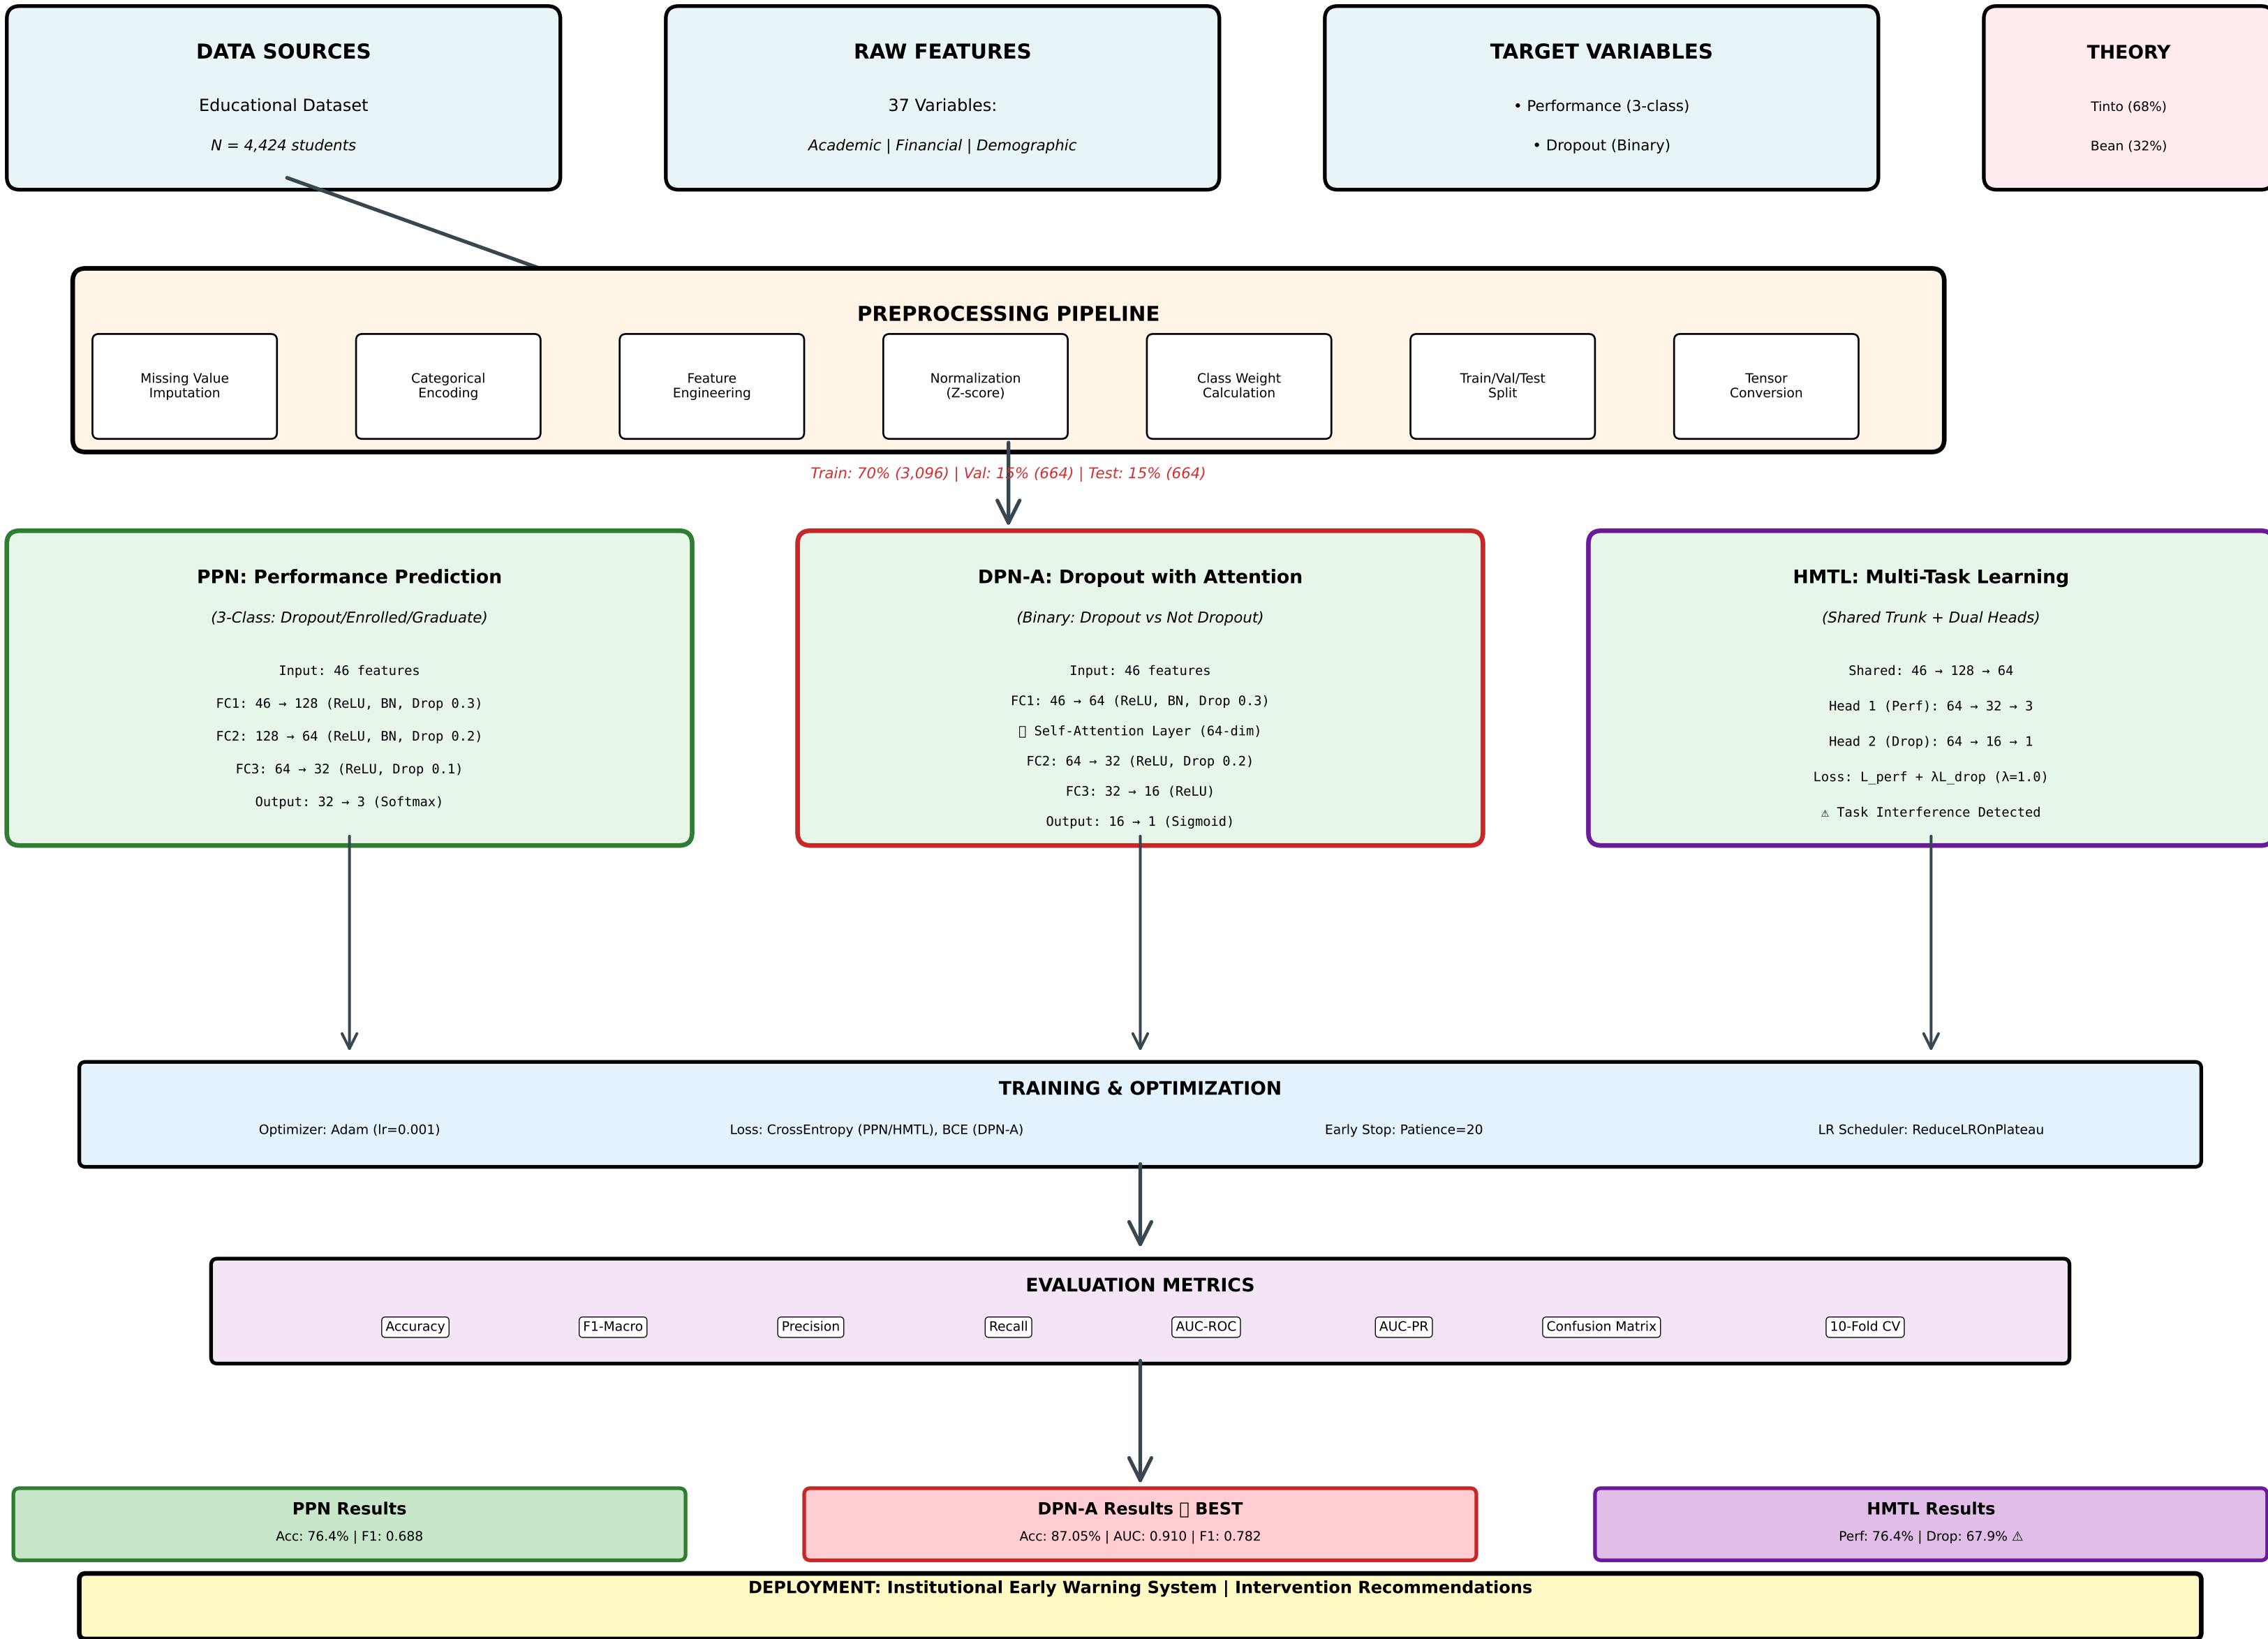 DATA SOURCES
Educational Dataset
N = 4,424 students
RAW FEATURES
37 Variables:
Academic | Financial | Demographic
TARGET VARIABLES
• Performance (3-class)
• Dropout (Binary)
THEORY
Tinto (68%)
Bean (32%)
PREPROCESSING PIPELINE
Missing Value
Imputation
Categorical
Encoding
Feature
Engineering
Normalization
(Z-score)
Class Weight
Calculation
Train/Val/Test
Split
Tensor
Conversion
Train: 70% (3,096) | Val: 15% (664) | Test: 15% (664)
PPN: Performance Prediction
(3-Class: Dropout/Enrolled/Graduate)
Input: 46 features
FC1: 46 → 128 (ReLU, BN, Drop 0.3)
FC2: 128 → 64 (ReLU, BN, Drop 0.2)
FC3: 64 → 32 (ReLU, Drop 0.1)
Output: 32 → 3 (Softmax)
DPN-A: Dropout with Attention
(Binary: Dropout vs Not Dropout)
Input: 46 features
FC1: 46 → 64 (ReLU, BN, Drop 0.3)
▯ Self-Attention Layer (64-dim)
FC2: 64 → 32 (ReLU, Drop 0.2)
FC3: 32 → 16 (ReLU)
Output: 16 → 1 (Sigmoid)
HMTL: Multi-Task Learning
(Shared Trunk + Dual Heads)
Shared: 46 → 128 → 64
Head 1 (Perf): 64 → 32 → 3
Head 2 (Drop): 64 → 16 → 1
Loss: L_perf + λL_drop (λ=1.0)
⚠ Task Interference Detected
TRAINING & OPTIMIZATION
Optimizer: Adam (lr=0.001)
Loss: CrossEntropy (PPN/HMTL), BCE (DPN-A)
Early Stop: Patience=20
LR Scheduler: ReduceLROnPlateau
EVALUATION METRICS
Accuracy
F1-Macro
Precision
Recall
AUC-ROC
AUC-PR
Confusion Matrix
10-Fold CV
PPN Results
Acc: 76.4% | F1: 0.688
DPN-A Results ▯ BEST
Acc: 87.05% | AUC: 0.910 | F1: 0.782
HMTL Results
Perf: 76.4% | Drop: 67.9% ⚠
DEPLOYMENT: Institutional Early Warning System | Intervention Recommendations